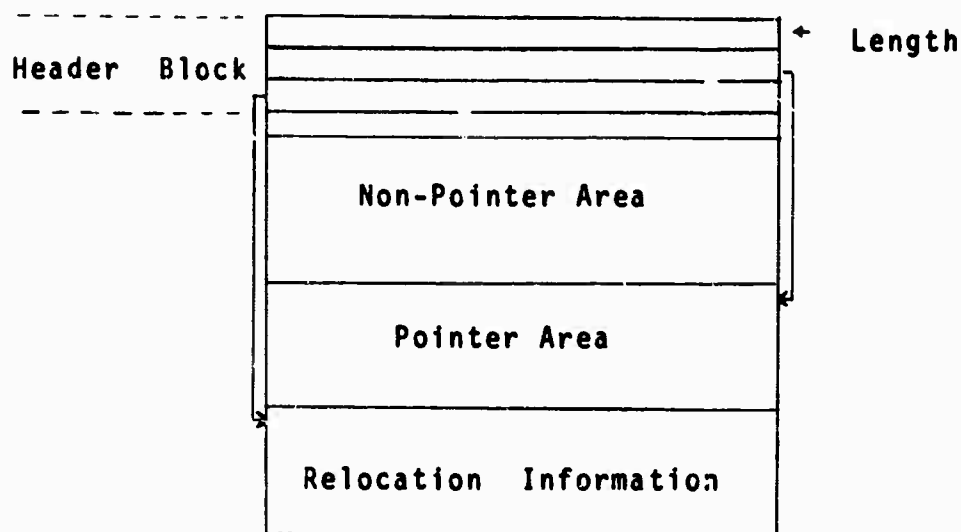 Length
Header Block
Non-Pointer Area
Pointer Area
Relocation Information